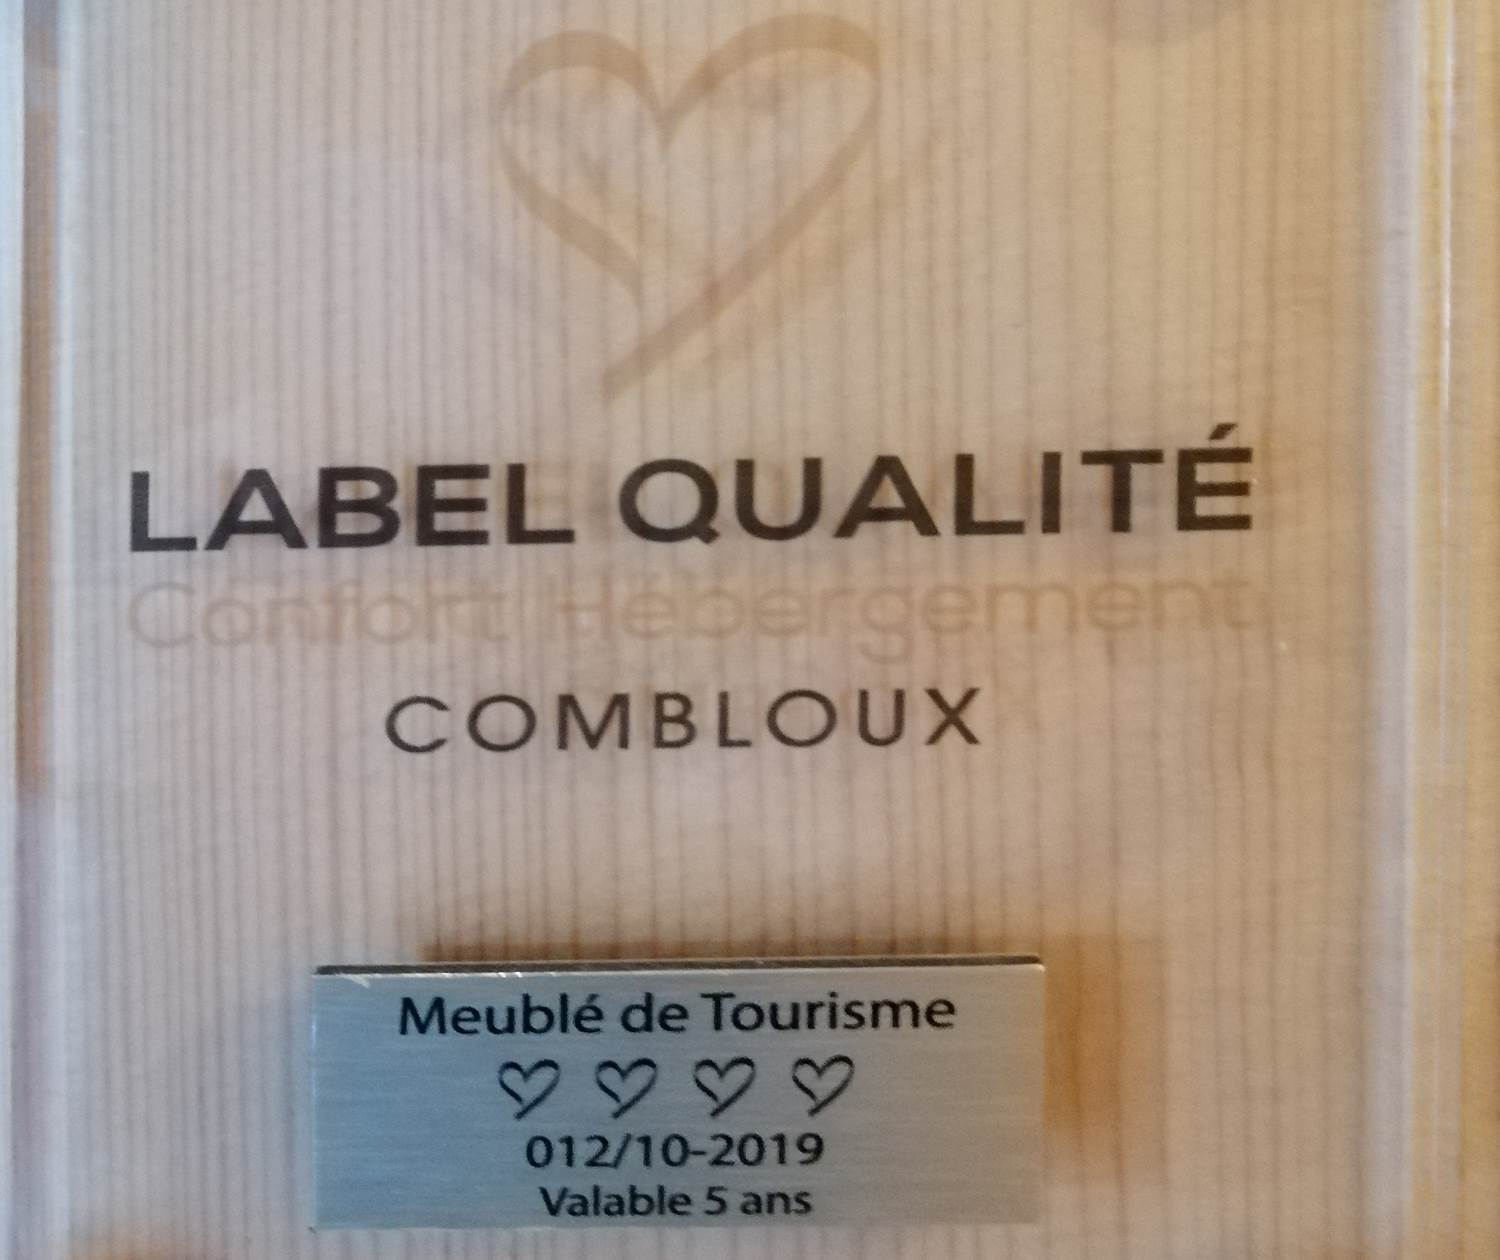 LABEL QUALITÉ
Confort Hébergement
COMBLOUX
Meublé de Tourisme
012/10-2019
Valable 5 ans